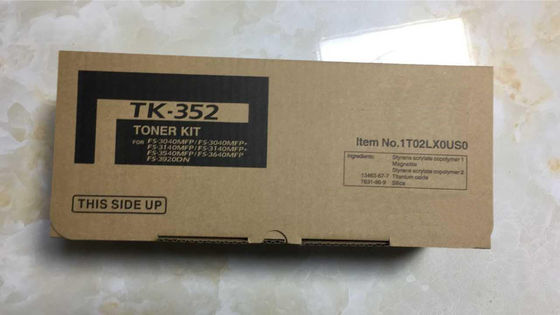 TK-352
TONER KIT
FOR FS-3040MFP/FS-3040MFP+
FS-3140MFP/FS-3140MFP+
FS-3540MFP/FS-3640MFP
FS-3920DN
Item No.1T02LX0US0
Ingredients: Styrene acrylate copolymer 1
Magnetite
Styrene acrylate copolymer 2
13463-67-7 Titanium oxide
7631-86-9 Silica
THIS SIDE UP